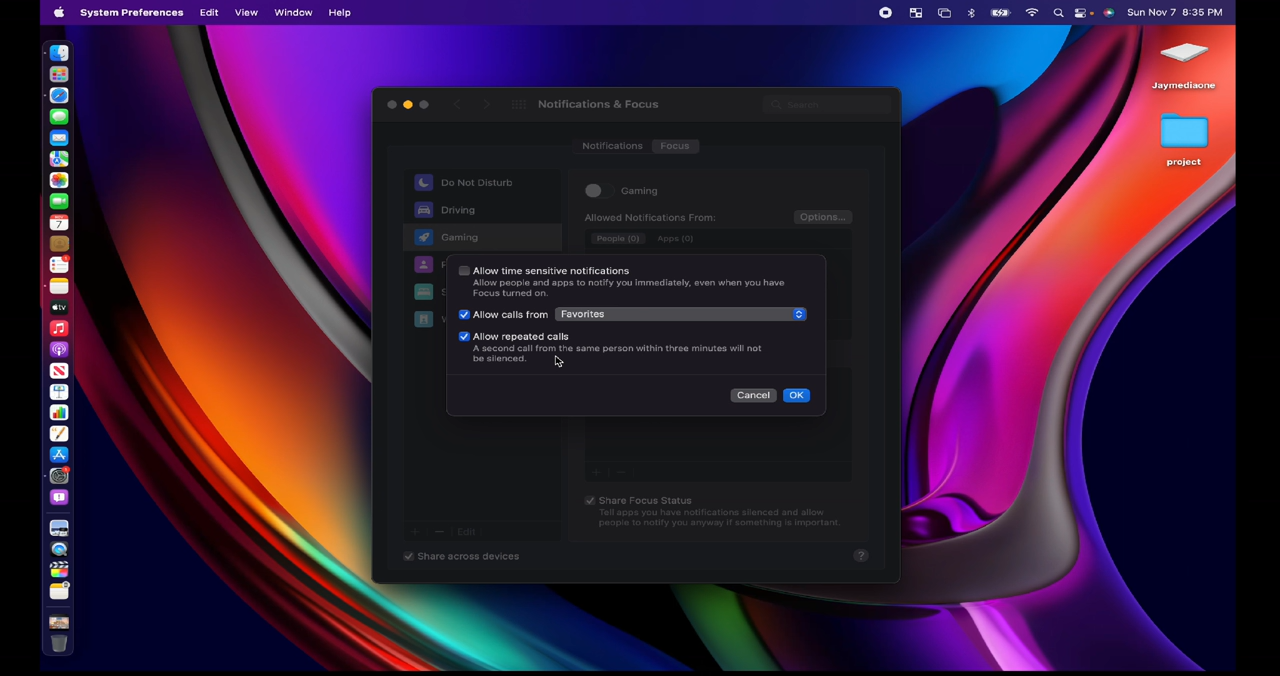 System Preferences Edit View Window Help
Sun Nov 7 8:35 PM
Jaymediaone
project
Notifications & Focus
Search
Notifications Focus
Do Not Disturb
Driving
Gaming
Gaming
Allowed Notifications From:
Options...
People (0) Apps (0)
Allow time sensitive notifications
Allow people and apps to notify you immediately, even when you have
Focus turned on.
Allow calls from Favorites
Allow repeated calls
A second call from the same person within three minutes will not
be silenced.
Cancel OK
Share Focus Status
Tell apps you have notifications silenced and allow
people to notify you anyway if something is important.
Edit
Share across devices
?
tv
7